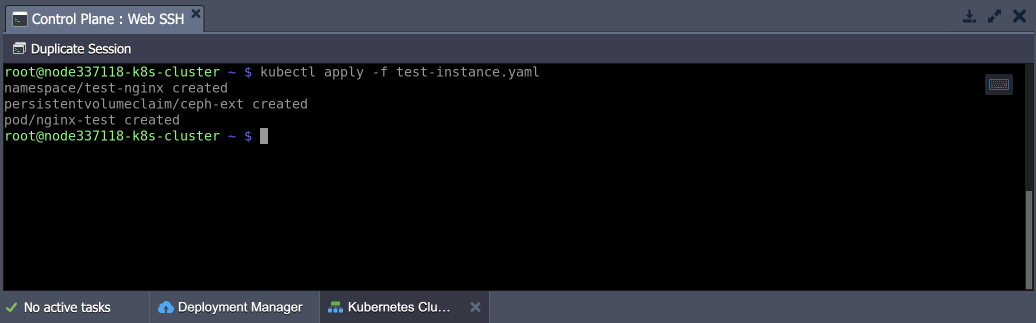 Control Plane : Web SSH
Duplicate Session
root@node337118-k8s-cluster ~ $ kubectl apply -f test-instance.yaml
namespace/test-nginx created
persistentvolumeclaim/ceph-ext created
pod/nginx-test created
root@node337118-k8s-cluster ~ $
No active tasks
Deployment Manager
Kubernetes Clu...